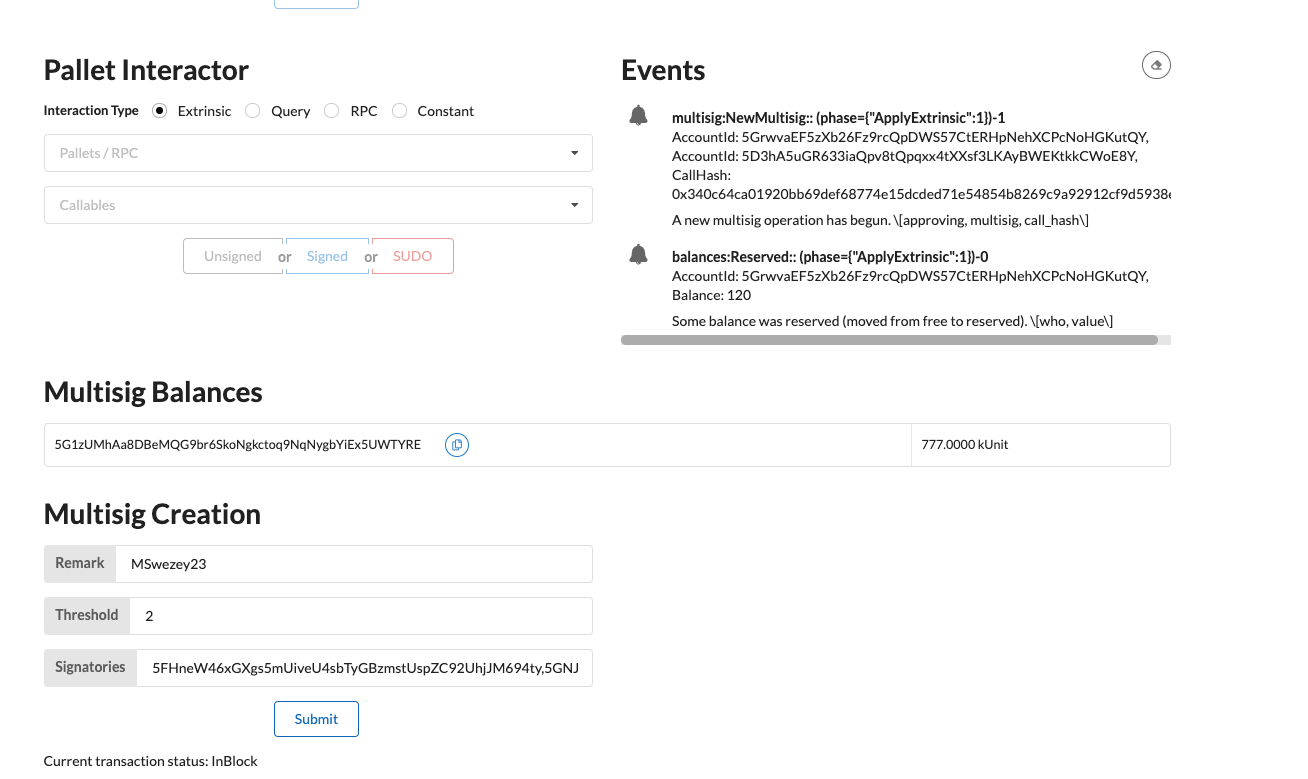 Pallet Interactor
Interaction Type Extrinsic Query RPC Constant
Pallets / RPC
Callables
Unsigned or Signed or SUDO
Events
multisig:NewMultisig:: (phase={"ApplyExtrinsic":1})-1
AccountId: 5GrwvaEF5zXb26Fz9rcQpDWS57CtERHpNehXCPcNoHGKutQY,
AccountId: 5D3hA5uGR633iaQpv8tQpqxx4tXXsf3LKAyBWEKtkkCWoE8Y,
CallHash:
0x340c64ca01920bb69def68774e15dcded71e54854b8269c9a92912cf9d5938e
A new multisig operation has begun. \[approving, multisig, call_hash\]
balances:Reserved:: (phase={"ApplyExtrinsic":1})-0
AccountId: 5GrwvaEF5zXb26Fz9rcQpDWS57CtERHpNehXCPcNoHGKutQY,
Balance: 120
Some balance was reserved (moved from free to reserved). \[who, value\]
Multisig Balances
5G1zUMhAa8DBeMQG9br6SkoNgkctoq9NqNygbYiEx5UWTYRE 777.0000 kUnit
Multisig Creation
Remark MSwezey23
Threshold 2
Signatories 5FHneW46xGXgs5mUiveU4sbTyGBzmstUspZC92UhjJM694ty,5GNJ
Submit
Current transaction status: InBlock